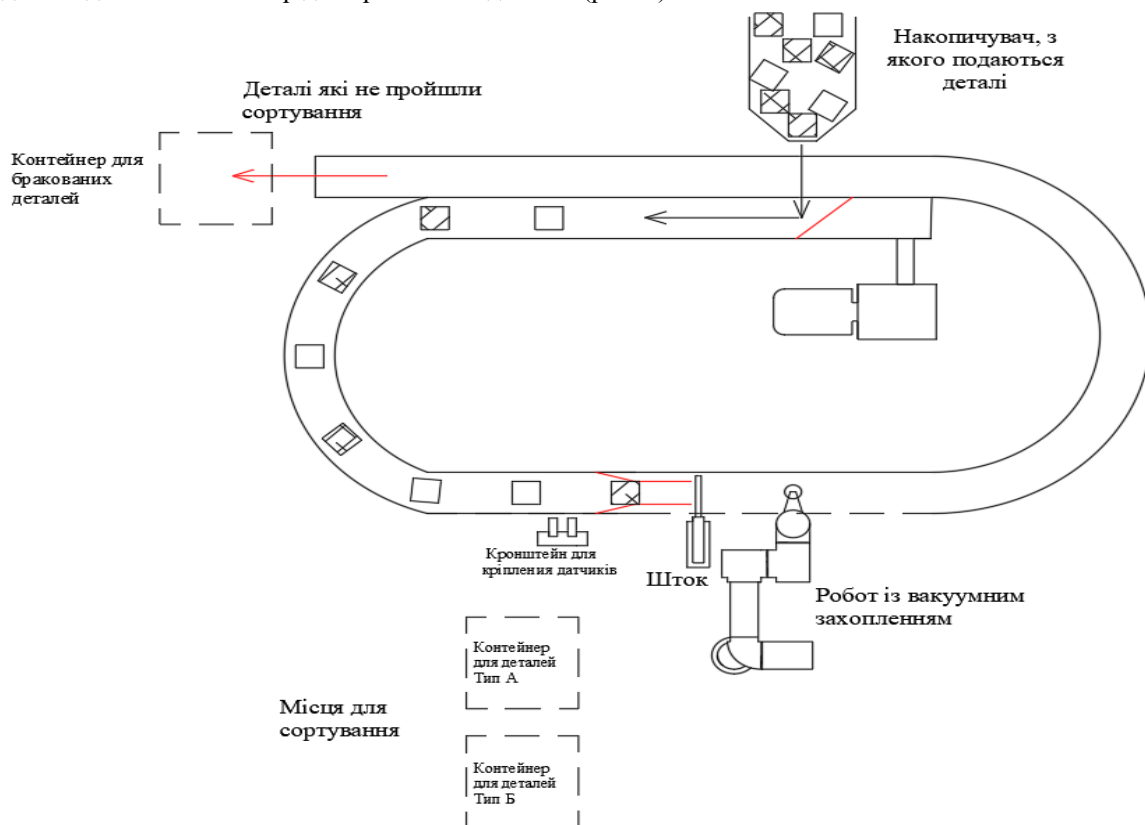 Накопичувач, з
якого подаються
деталі
Деталі які не пройшли
сортування
Контейнер для
бракованих
деталей
Кронштейн для
кріплення датчиків
Шток
Робот із вакуумним
захопленням
Контейнер
для деталей
Тип А
Місця для
сортування
Контейнер
для деталей
Тип Б